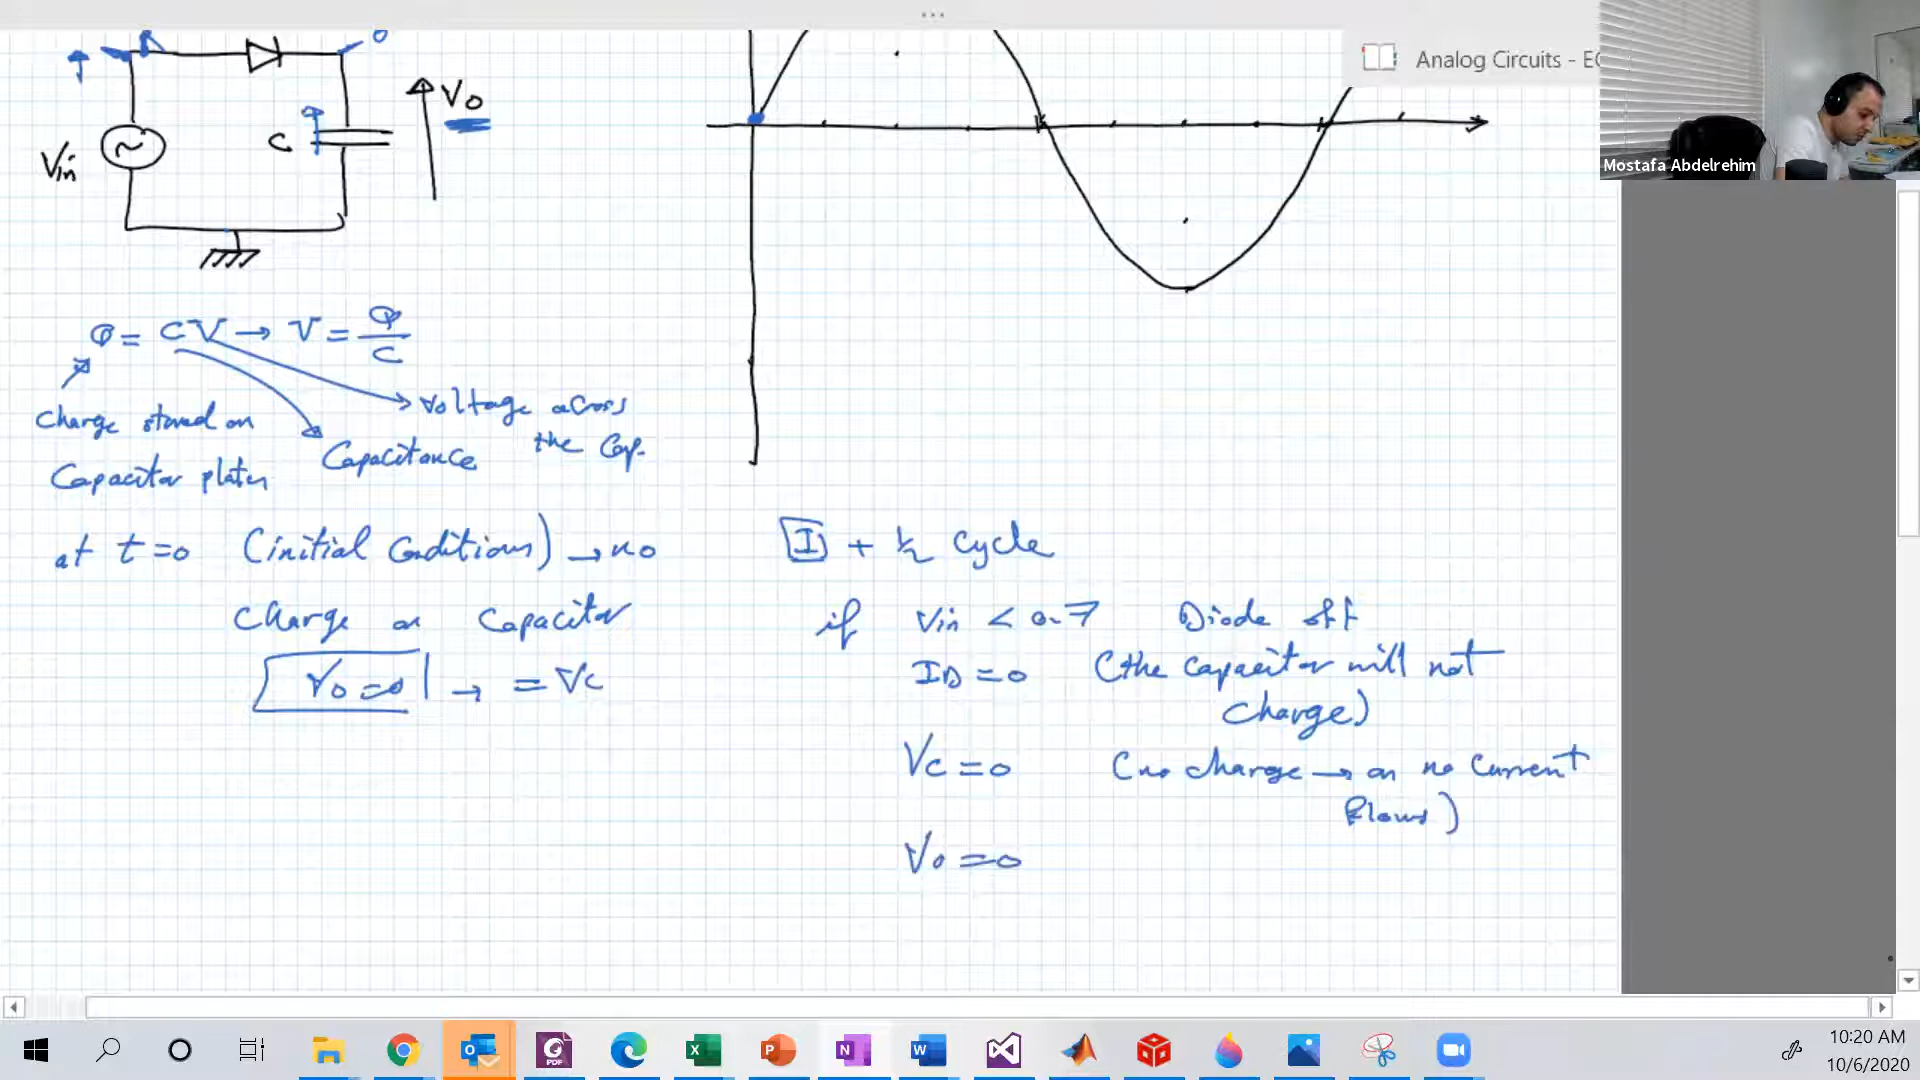 Analog Circuits - EC
Mostafa Abdelrehim
Vo
C
Vin
Q = CV → V = Q/C
Charge stored on
Capacitor plates
Capacitance
Voltage across
the Cap.
at t=0 (initial Conditions) → no
Charge on Capacitor
Vo=0 → = Vc
I + ½ Cycle
if Vin < 0.7 Diode off
ID=0 (the Capacitor will not
Charge)
Vc=0 (no charge → as no Current
flows)
Vo=0
10:20 AM
10/6/2020